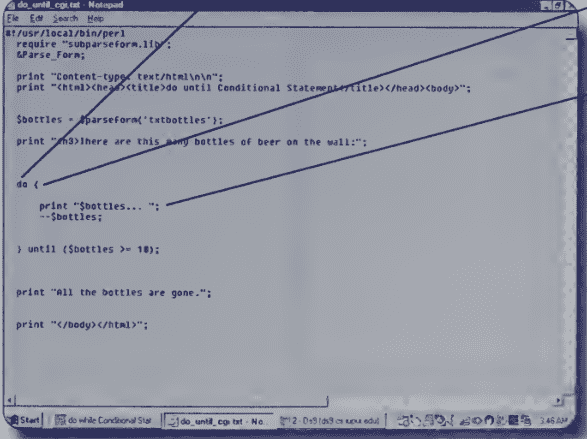 do_until_cgi.txt - Notepad
File Edit Search Help
#!/usr/local/bin/perl
require "subparseform.lib";
&Parse_Form;
print "Content-type: text/html\n\n";
print "<html><head><title>do until Conditional Statement</title></head><body>";
$bottles = $parseform{'txtbottles'};
print "<h3>There are this many bottles of beer on the wall:";
do {
print "$bottles... ";
--$bottles;
} until ($bottles >= 10);
print "All the bottles are gone.";
print "</body></html>";
Start do while Conditional Stat do_until_cgi.txt - No... 3:46 AM